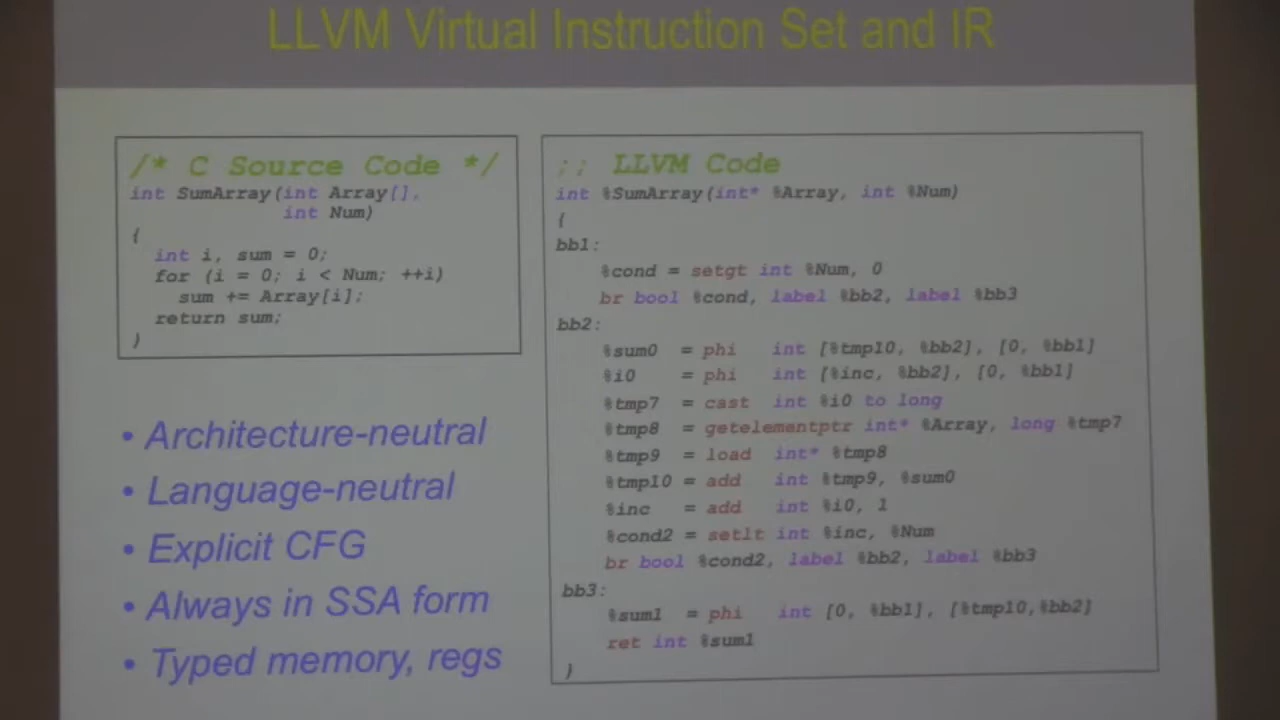 LLVM Virtual Instruction Set and IR
/* C Source Code */
int SumArray(int Array[],
int Num)
{
int i, sum = 0;
for (i = 0; i < Num; ++i)
sum += Array[i];
return sum;
}
• Architecture-neutral
• Language-neutral
• Explicit CFG
• Always in SSA form
• Typed memory, regs
;; LLVM Code
int %SumArray(int* %Array, int %Num)
{
bb1:
%cond = setgt int %Num, 0
br bool %cond, label %bb2, label %bb3
bb2:
%sum0 = phi int [%tmp10, %bb2], [0, %bb1]
%i0 = phi int [%inc, %bb2], [0, %bb1]
%tmp7 = cast int %i0 to long
%tmp8 = getelementptr int* %Array, long %tmp7
%tmp9 = load int* %tmp8
%tmp10 = add int %tmp9, %sum0
%inc = add int %i0, 1
%cond2 = setlt int %inc, %Num
br bool %cond2, label %bb2, label %bb3
bb3:
%sum1 = phi int [0, %bb1], [%tmp10,%bb2]
ret int %sum1
}